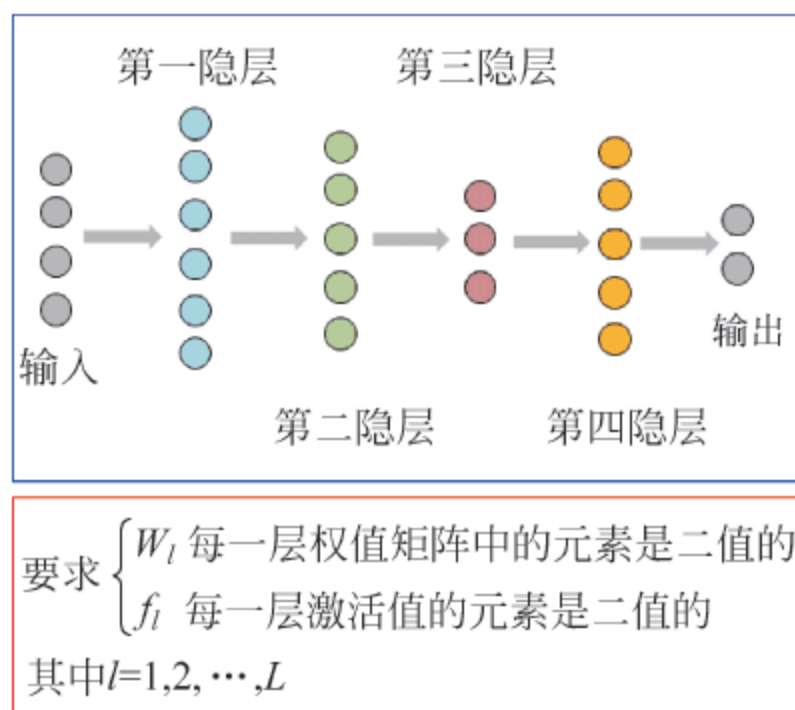 第一隐层
第三隐层
输入
输出
第二隐层
第四隐层
要求 { W_l 每一层权值矩阵中的元素是二值的
f_l 每一层激活值的元素是二值的
其中l=1,2,⋯,L